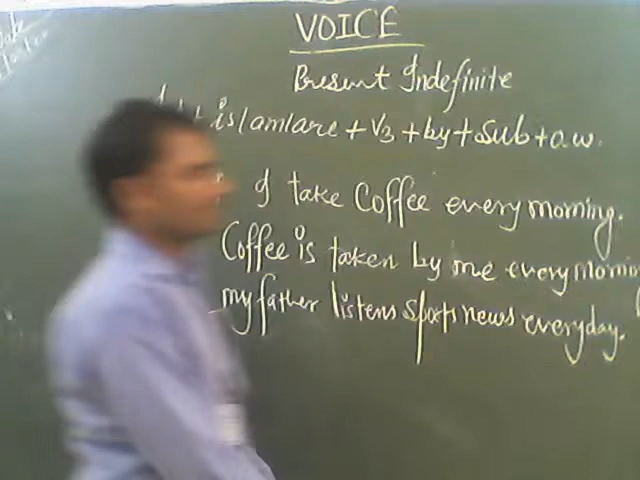 VOICE
Present Indefinite
is/am/are + V3 + by + Sub + a.w.
I take Coffee every morning.
Coffee is taken by me every mornin
my father listens sports news everyday.